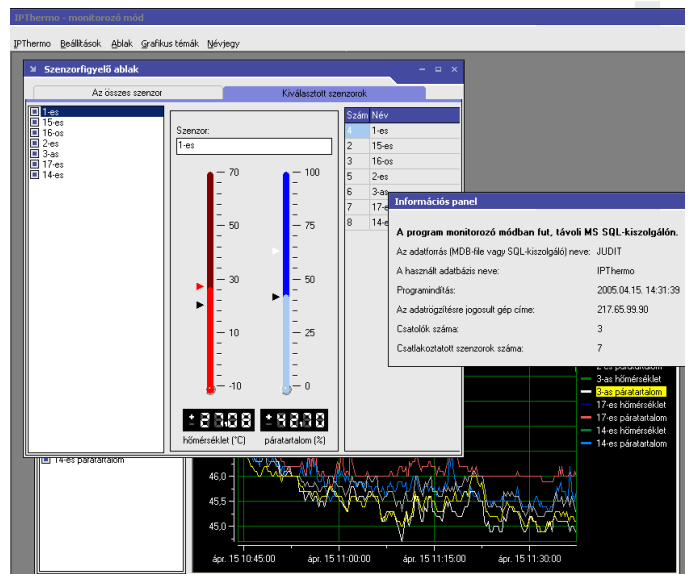 IPThermo - monitorozó mód
IPThermo Beállítások Ablak Grafikus témák Névjegy
Szenzorfigyelő ablak
Az összes szenzor
Kiválasztott szenzorok
1-es
15-es
16-os
2-es
3-as
17-es
14-es
Szenzor:
1-es
70
50
30
10
-10
100
75
50
25
0
hőmérséklet (°C)
páratartalom (%)
Szám Név
4 1-es
2 15-es
3 16-os
5 2-es
6 3-as
7 17-e
8 14-e
Információs panel
A program monitorozó módban fut, távoli MS SQL-kiszolgálón.
Az adatforrás (MDB-file vagy SQL-kiszolgáló) neve: JUDIT
A használt adatbázis neve: IPThermo
Programindítás: 2005.04.15. 14:31:39
Az adatrögzítésre jogosult gép címe: 217.65.99.90
Csatolók száma: 3
Csatlakoztatott szenzorok száma: 7
2-es páratartalom
3-as hőmérséklet
3-as páratartalom
17-es hőmérséklet
17-es páratartalom
14-es hőmérséklet
14-es páratartalom
14-es páratartalom
46,0
45,5
45,0
ápr. 15 10:45:00 ápr. 15 11:00:00 ápr. 15 11:15:00 ápr. 15 11:30:00